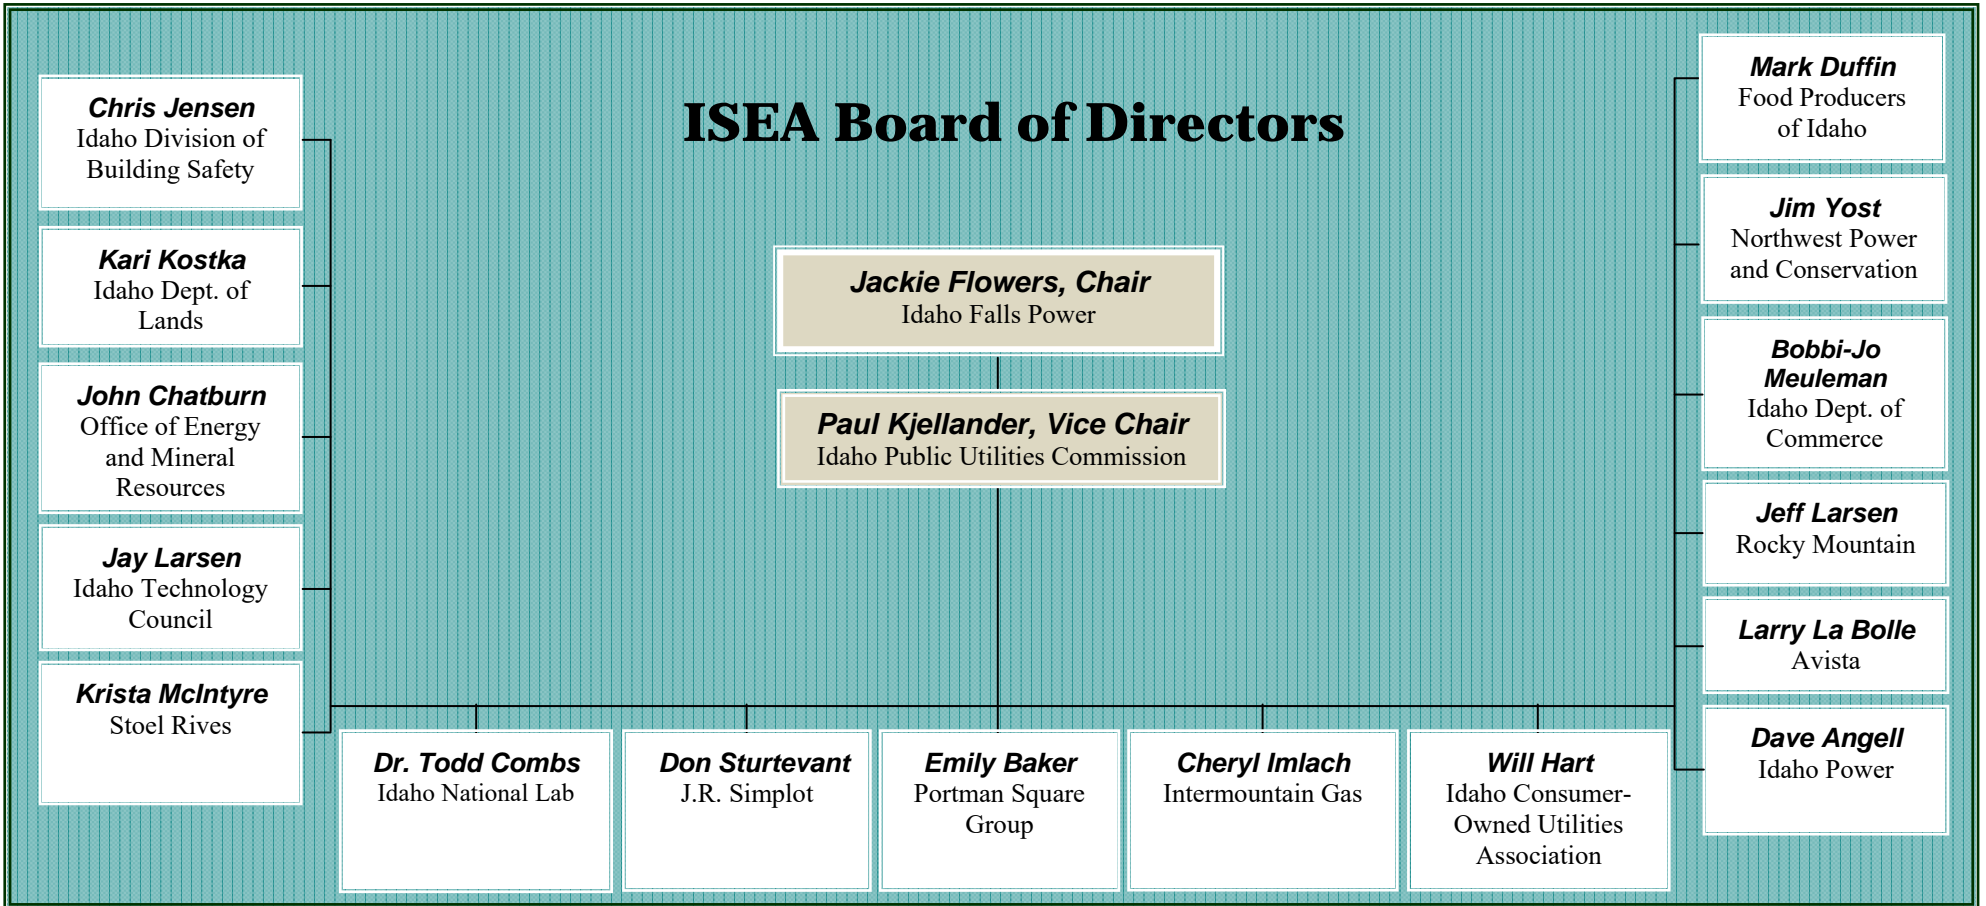 ISEA Board of Directors
Chris Jensen
Idaho Division of
Building Safety
Kari Kostka
Idaho Dept. of
Lands
John Chatburn
Office of Energy
and Mineral
Resources
Jay Larsen
Idaho Technology
Council
Krista McIntyre
Stoel Rives
Jackie Flowers, Chair
Idaho Falls Power
Paul Kjellander, Vice Chair
Idaho Public Utilities Commission
Dr. Todd Combs
Idaho National Lab
Don Sturtevant
J.R. Simplot
Emily Baker
Portman Square
Group
Cheryl Imlach
Intermountain Gas
Will Hart
Idaho Consumer-
Owned Utilities
Association
Mark Duffin
Food Producers
of Idaho
Jim Yost
Northwest Power
and Conservation
Bobbi-Jo
Meuleman
Idaho Dept. of
Commerce
Jeff Larsen
Rocky Mountain
Larry La Bolle
Avista
Dave Angell
Idaho Power